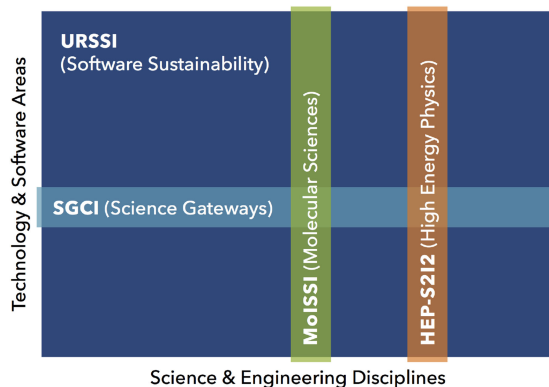 URSSI
(Software Sustainability)
SGCI (Science Gateways)
MolSSI (Molecular Sciences)
HEP-S2I2 (High Energy Physics)
Technology & Software Areas
Science & Engineering Disciplines